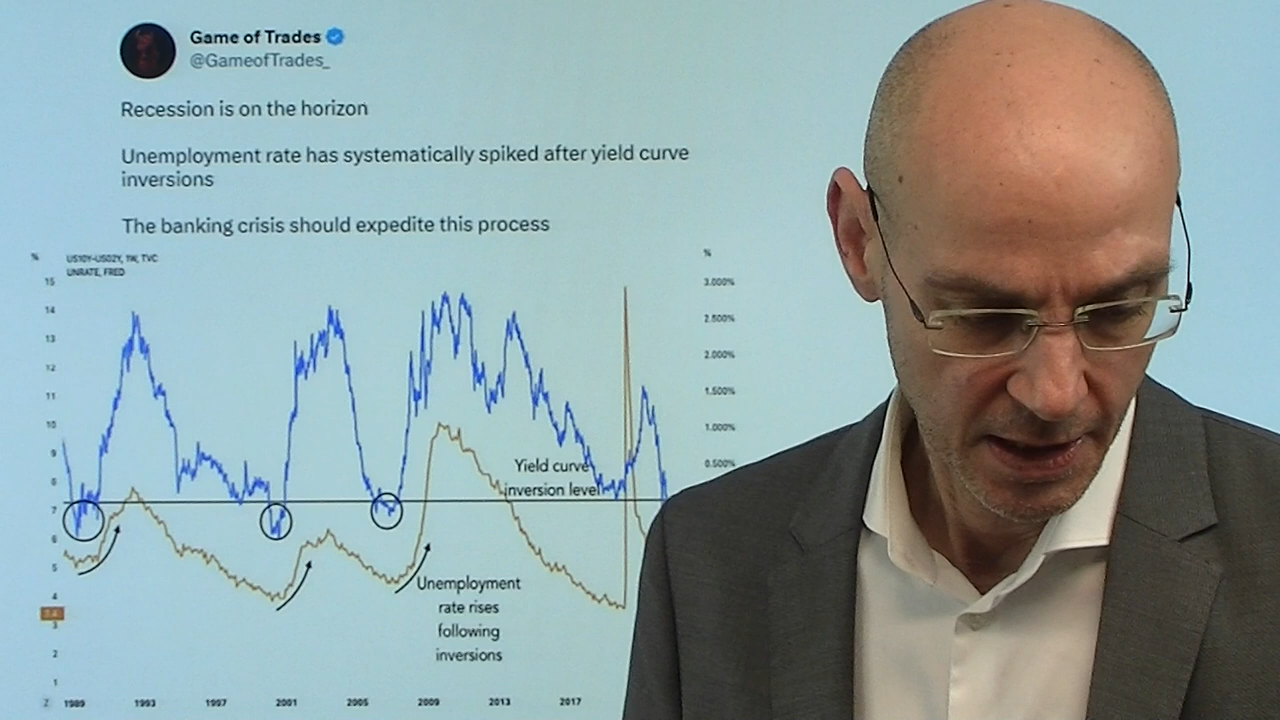 Game of Trades
@GameofTrades_
Recession is on the horizon
Unemployment rate has systematically spiked after yield curve
inversions
The banking crisis should expedite this process
%
US10Y-US02Y, 1W, TVC
UNRATE, FRED
%
15
14
13
12
11
10
9
8
7
6
5
4
3
2
1
3.000%
2.500%
2.000%
1.500%
1.000%
0.500%
Yield curve
inversion level
Unemployment
rate rises
following
inversions
Z 1989 1993 1997 2001 2005 2009 2013 2017